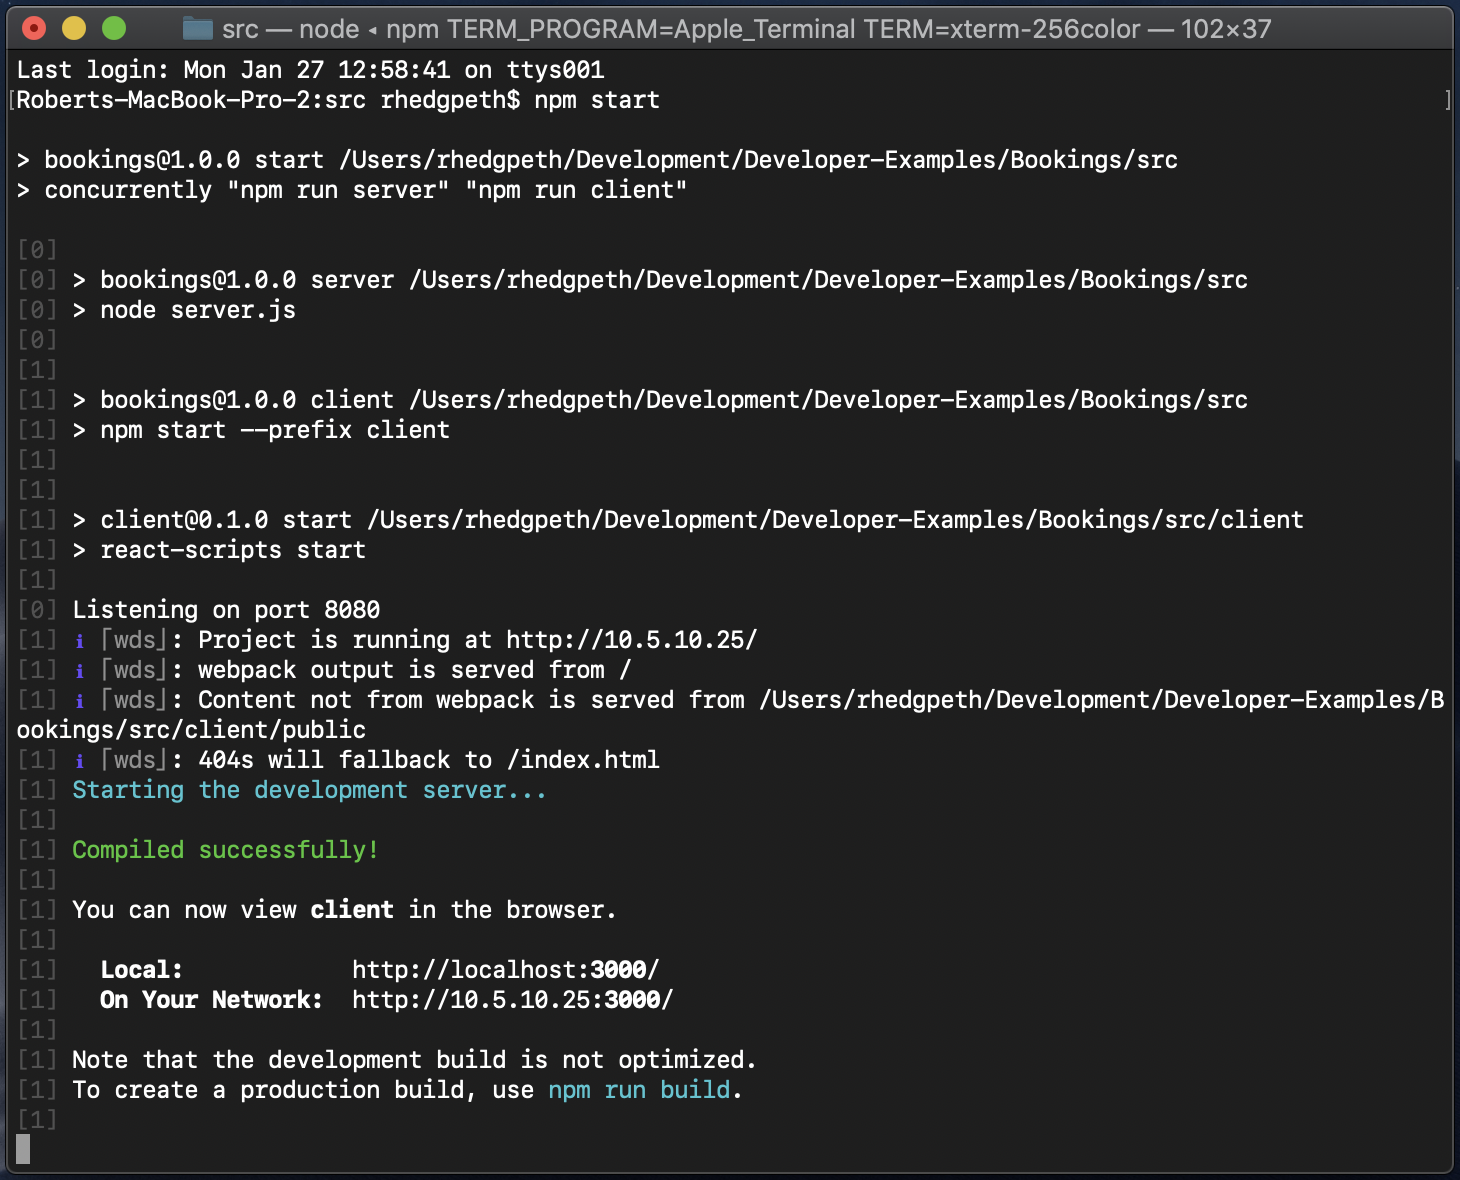 src — node ◂ npm TERM_PROGRAM=Apple_Terminal TERM=xterm-256color — 102×37
Last login: Mon Jan 27 12:58:41 on ttys001
[Roberts-MacBook-Pro-2:src rhedgpeth$ npm start ]
> bookings@1.0.0 start /Users/rhedgpeth/Development/Developer-Examples/Bookings/src
> concurrently "npm run server" "npm run client"
[0]
[0] > bookings@1.0.0 server /Users/rhedgpeth/Development/Developer-Examples/Bookings/src
[0] > node server.js
[0]
[1]
[1] > bookings@1.0.0 client /Users/rhedgpeth/Development/Developer-Examples/Bookings/src
[1] > npm start --prefix client
[1]
[1]
[1] > client@0.1.0 start /Users/rhedgpeth/Development/Developer-Examples/Bookings/src/client
[1] > react-scripts start
[1]
[0] Listening on port 8080
[1] ℹ ｢wds｣: Project is running at http://10.5.10.25/
[1] ℹ ｢wds｣: webpack output is served from /
[1] ℹ ｢wds｣: Content not from webpack is served from /Users/rhedgpeth/Development/Developer-Examples/B
ookings/src/client/public
[1] ℹ ｢wds｣: 404s will fallback to /index.html
[1] Starting the development server...
[1]
[1] Compiled successfully!
[1]
[1] You can now view client in the browser.
[1]
[1]   Local:            http://localhost:3000/
[1]   On Your Network:  http://10.5.10.25:3000/
[1]
[1] Note that the development build is not optimized.
[1] To create a production build, use npm run build.
[1]